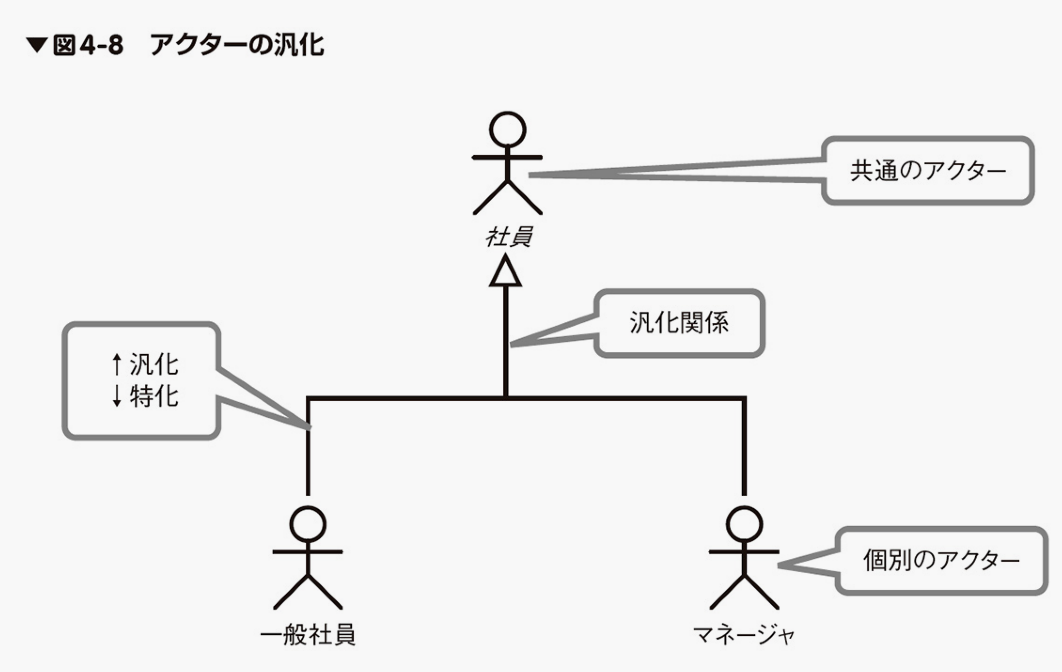 ▼図4-8 アクターの汎化
共通のアクター
社員
汎化関係
↑汎化
↓特化
個別のアクター
一般社員
マネージャ